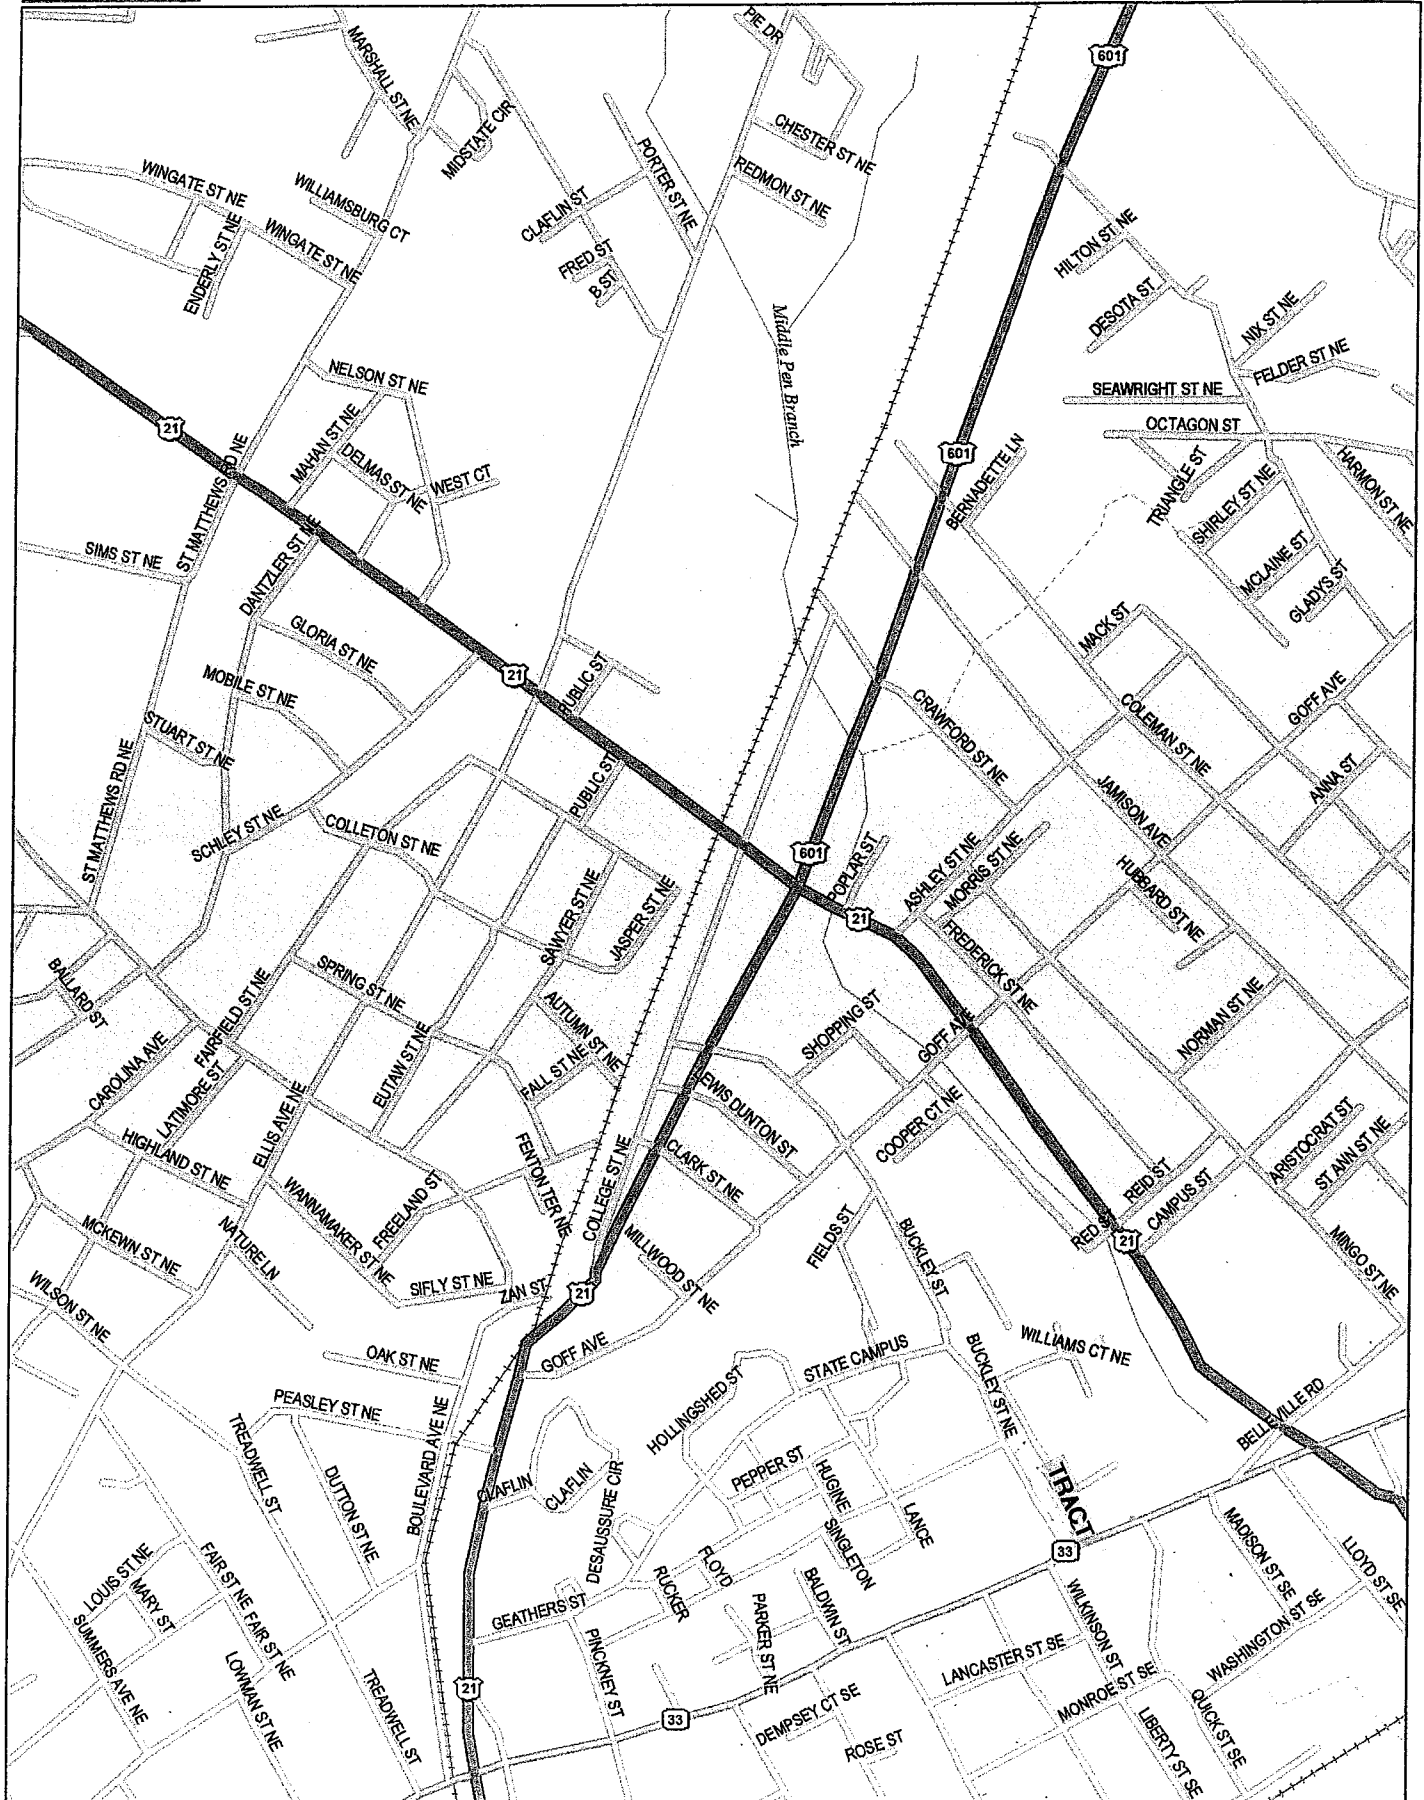 PIE DR
601
MARSHALL ST NE
MIDSTATE CIR
CHESTER ST NE
PORTER ST NE
REDMON ST NE
WINGATE ST NE
WILLIAMSBURG CT
CLAFLIN ST
ENDERLY ST NE
WINGATE ST NE
FRED ST
B ST
HILTON ST NE
DESOTA ST
NIX ST NE
FELDER ST NE
Middle Pen Branch
NELSON ST NE
SEAWRIGHT ST NE
21
MAHAN ST NE
OCTAGON ST
DELMAS ST NE
WEST CT
601
BERNADETTE LN
HARMON ST NE
TRIANGLE ST
SHIRLEY ST NE
ST MATTHEWS RD NE
SIMS ST NE
DANTZLER ST NE
MCLAINE ST
GLADYS ST
GLORIA ST NE
MACK ST
MOBILE ST NE
21
PUBLIC ST
CRAWFORD ST NE
COLEMAN ST NE
GOFF AVE
STUART ST NE
ST MATTHEWS RD NE
PUBLIC ST
JAMISON AVE
ANNA ST
SCHLEY ST NE
COLLETON ST NE
601
POPLAR ST
ASHLEY ST NE
MORRIS ST NE
HUBBARD ST NE
SAWYER ST NE
JASPER ST NE
21
FREDERICK ST NE
BALLARD ST
SPRING ST NE
FAIRFIELD ST NE
AUTUMN ST NE
SHOPPING ST
GOFF AVE
NORMAN ST NE
CAROLINA AVE
LATIMORE ST
EUTAW ST NE
FALL ST NE
LEWIS DUNTON ST
COOPER CT NE
ELLIS AVE NE
HIGHLAND ST NE
FENTON TER NE
COLLEGE ST NE
CLARK ST NE
ARISTOCRAT ST
ST ANN ST NE
REID ST
CAMPUS ST
RED ST
21
WANNAMAKER ST NE
FREELAND ST
FIELDS ST
BUCKLEY ST
MCKEWN ST NE
NATURE LN
MILLWOOD ST NE
MINGO ST NE
SIFLY ST NE
ZAN ST
21
WILSON ST NE
OAK ST NE
GOFF AVE
STATE CAMPUS
WILLIAMS CT NE
BUCKLEY ST NE
HOLLINGSHED ST
PEASLEY ST NE
BELLEVILLE RD
TREADWELL ST
BOULEVARD AVE NE
DUTTON ST NE
CLAFLIN
CLAFLIN
DESAUSSURE CIR
PEPPER ST
HUGINE
LANCE
TRACT
33
SINGLETON
MADISON ST SE
LLOYD ST SE
LOUIS ST NE
MARY ST
FAIR ST NE
FAIR ST NE
FLOYD
RUCKER
BALDWIN ST
GEATHERS ST
PINCKNEY ST
PARKER ST NE
WILKINSON ST
WASHINGTON ST SE
SUMMERS AVE NE
LOWMAN ST NE
TREADWELL ST
21
33
LANCASTER ST SE
MONROE ST SE
DEMPSEY CT SE
ROSE ST
LIBERTY ST SE
QUICK ST SE